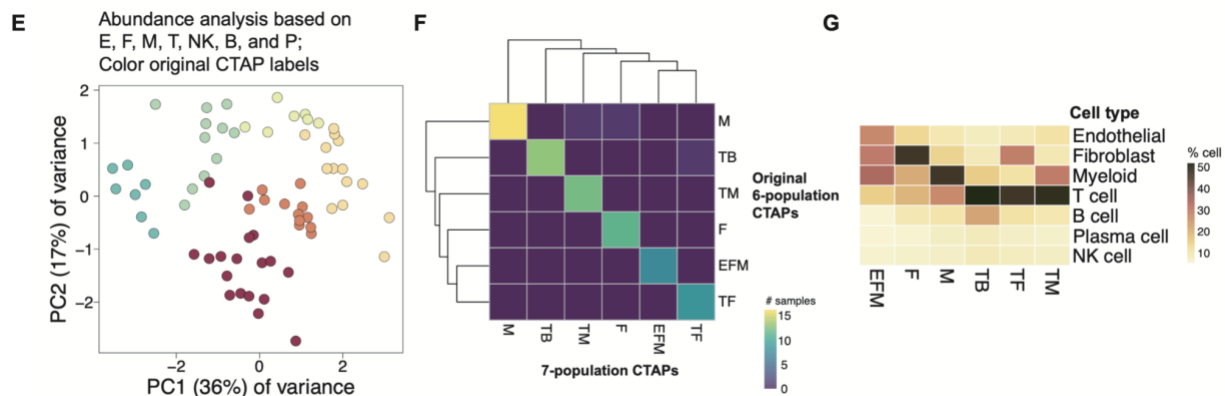 E
Abundance analysis based on
E, F, M, T, NK, B, and P;
Color original CTAP labels
2
1
0
−1
−2
PC2 (17%) of variance
−2
0
2
PC1 (36%) of variance
F
M
TB
TM
F
EFM
TF
Original
6-population
CTAPs
M
TB
TM
F
EFM
TF
7-population CTAPs
# samples
15
10
5
0
G
Cell type
Endothelial
Fibroblast
Myeloid
T cell
B cell
Plasma cell
NK cell
EFM
F
M
TB
TF
TM
% cell
50
40
30
20
10